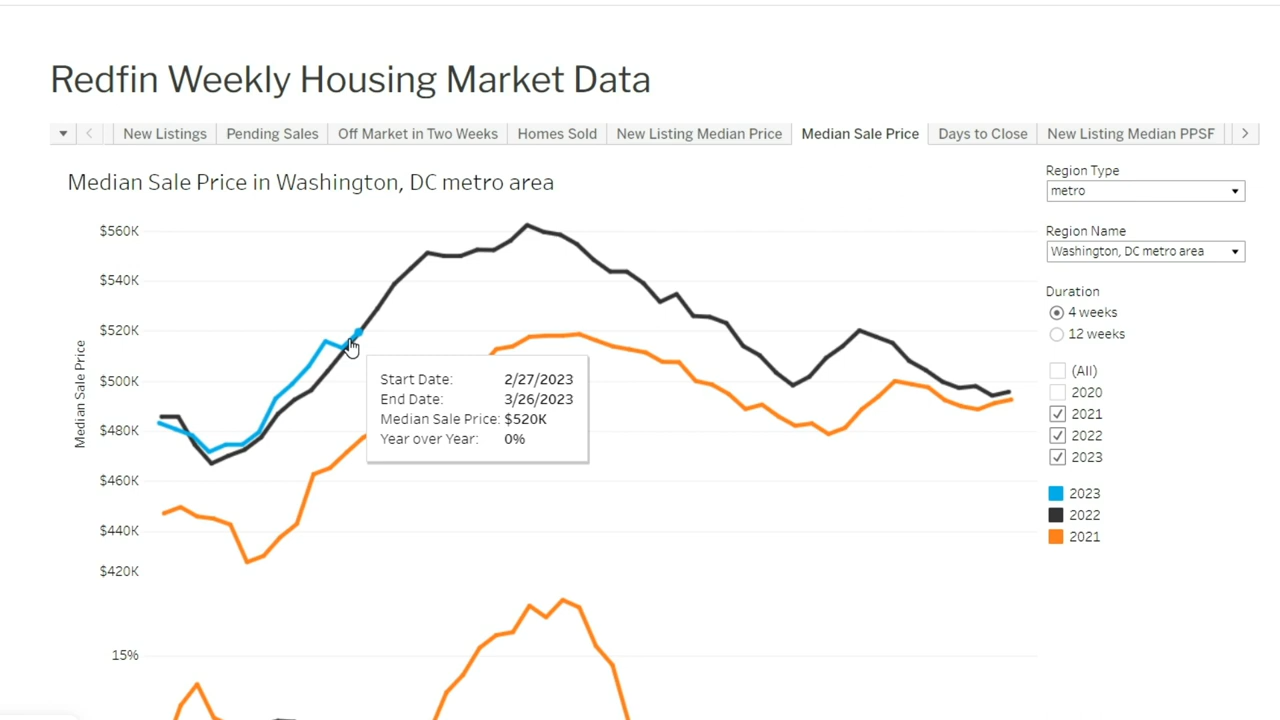 Redfin Weekly Housing Market Data
New Listings Pending Sales Off Market in Two Weeks Homes Sold New Listing Median Price Median Sale Price Days to Close New Listing Median PPSF
Median Sale Price in Washington, DC metro area
Median Sale Price
$560K
$540K
$520K
$500K
$480K
$460K
$440K
$420K
15%
Start Date: 2/27/2023
End Date: 3/26/2023
Median Sale Price: $520K
Year over Year: 0%
Region Type
metro
Region Name
Washington, DC metro area
Duration
4 weeks
12 weeks
(All)
2020
2021
2022
2023
2023
2022
2021